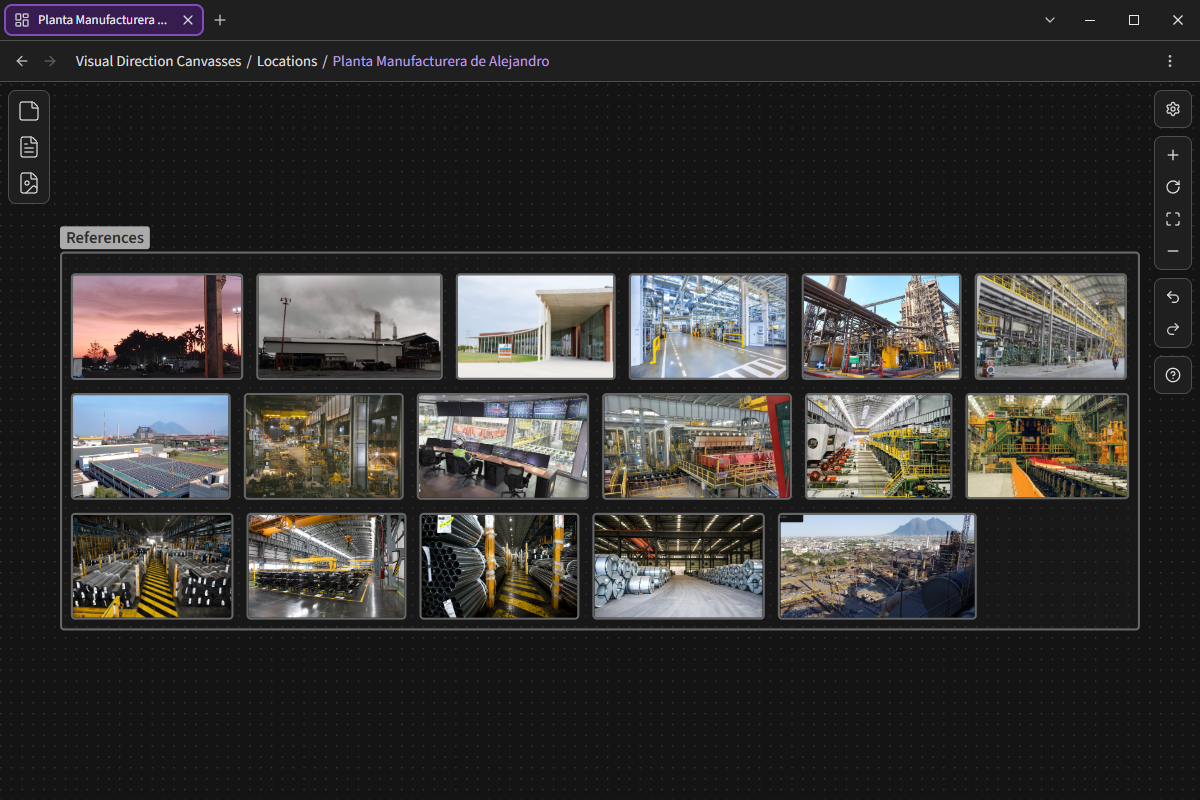 Planta Manufacturera ...
Visual Direction Canvasses / Locations / Planta Manufacturera de Alejandro
References